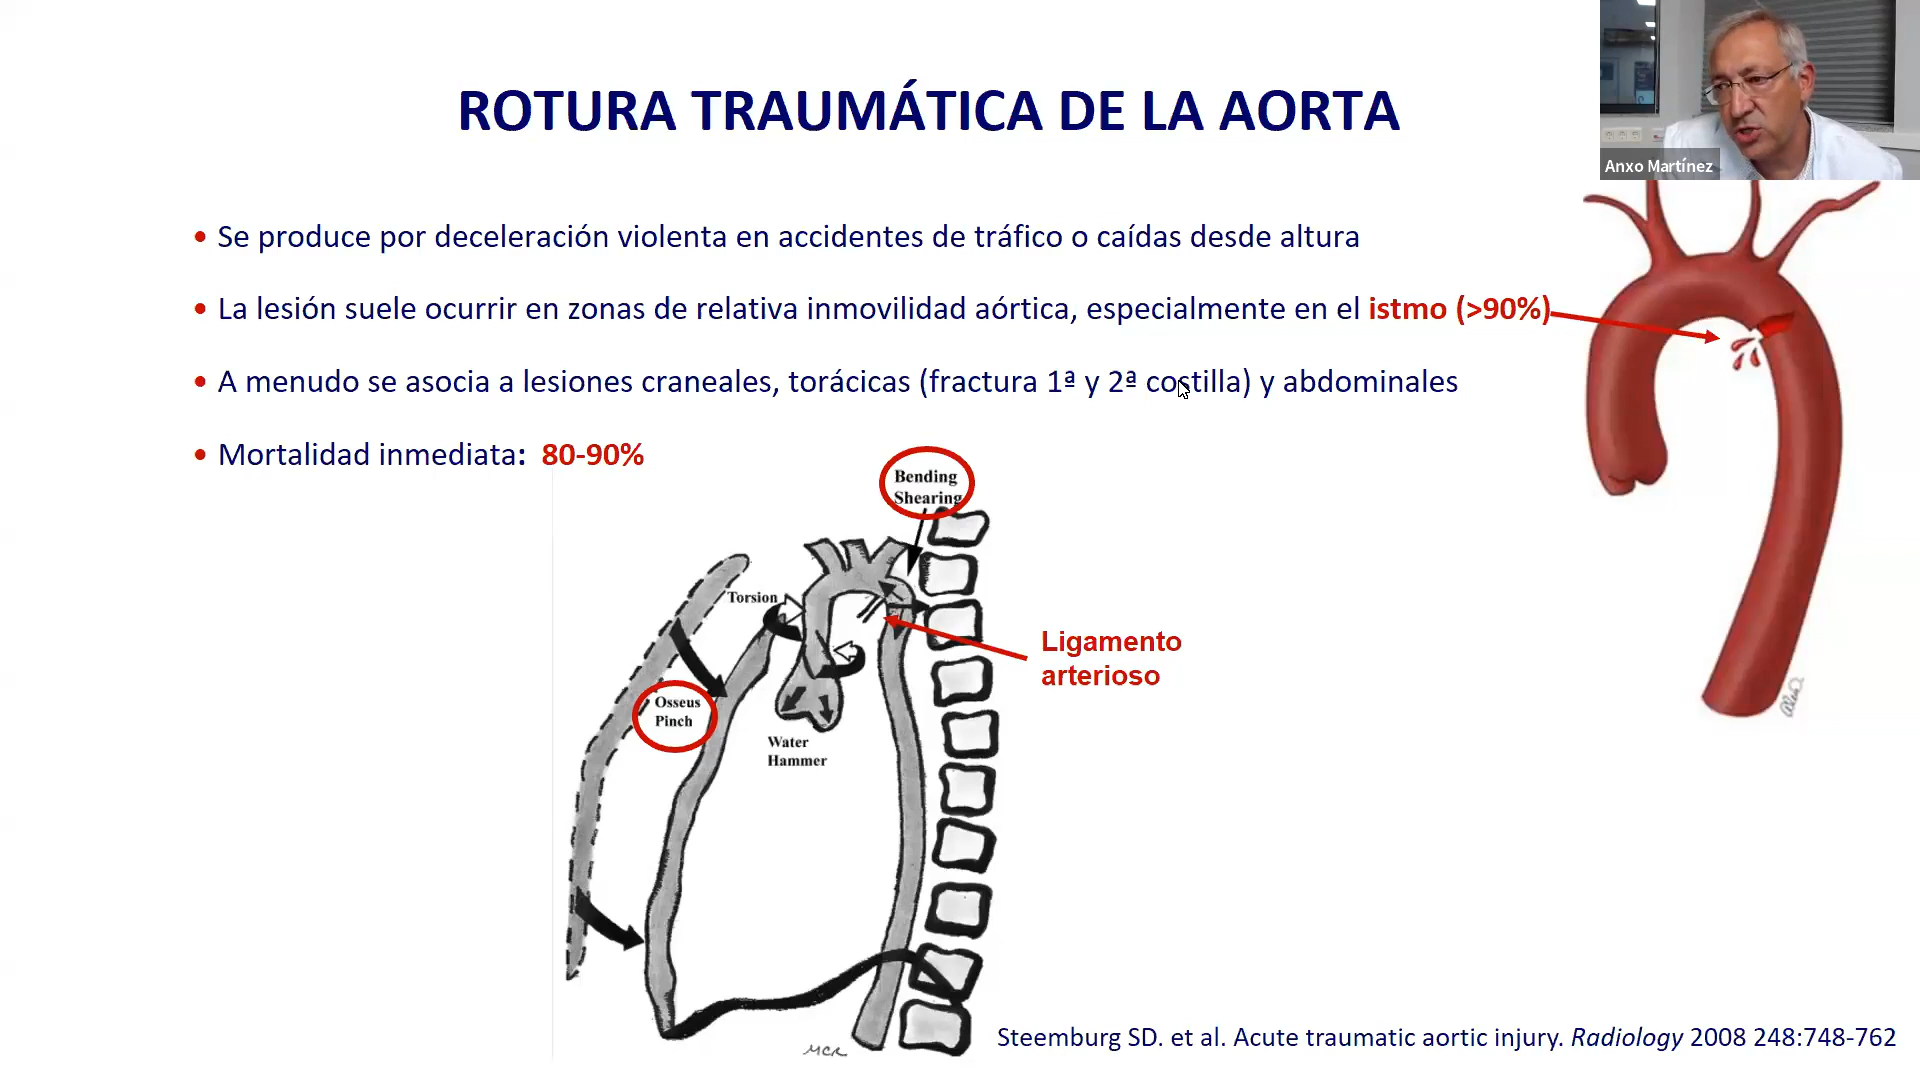 ROTURA TRAUMÁTICA DE LA AORTA
Anxo Martínez
• Se produce por deceleración violenta en accidentes de tráfico o caídas desde altura
• La lesión suele ocurrir en zonas de relativa inmovilidad aórtica, especialmente en el istmo (>90%)
• A menudo se asocia a lesiones craneales, torácicas (fractura 1ª y 2ª costilla) y abdominales
• Mortalidad inmediata: 80-90%
Bending
Shearing
Torsion
Ligamento
arterioso
Osseus
Pinch
Water
Hammer
Steemburg SD. et al. Acute traumatic aortic injury. Radiology 2008 248:748-762
MCR